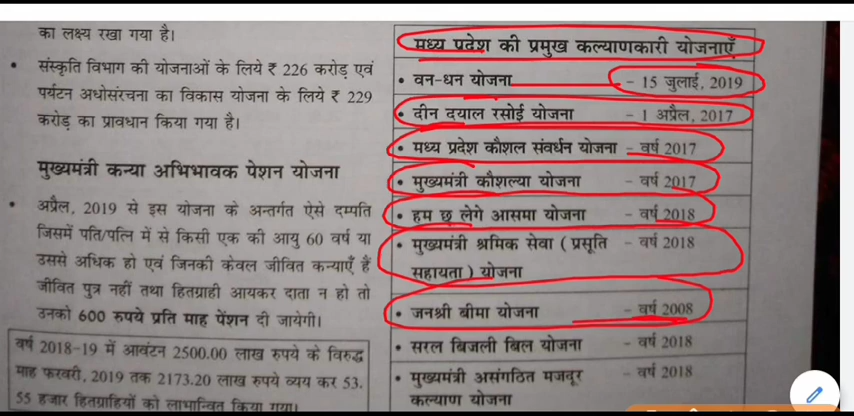 का लक्ष्य रखा गया है।
• संस्कृति विभाग की योजनाओं के लिये ₹ 226 करोड़ एवं
पर्यटन अधोसंरचना का विकास योजना के लिये ₹ 229
करोड़ का प्रावधान किया गया है।
मुख्यमंत्री कन्या अभिभावक पेशन योजना
• अप्रैल, 2019 से इस योजना के अन्तर्गत ऐसे दम्पति
जिसमें पति/पत्नि में से किसी एक की आयु 60 वर्ष या
उससे अधिक हो एवं जिनकी केवल जीवित कन्याएँ हैं
जीवित पुत्र नहीं तथा हितग्राही आयकर दाता न हो तो
उनको 600 रुपये प्रति माह पेंशन दी जायेगी।
वर्ष 2018-19 में आवंटन 2500.00 लाख रुपये के विरुद्ध
माह फरवरी, 2019 तक 2173.20 लाख रुपये व्यय कर 53.
55 हजार हितग्राहियों को लाभान्वित किया गया।
मध्य प्रदेश की प्रमुख कल्याणकारी योजनाएँ
• वन-धन योजना - 15 जुलाई, 2019
• दीन दयाल रसोई योजना - 1 अप्रैल, 2017
• मध्य प्रदेश कौशल संवर्धन योजना - वर्ष 2017
• मुख्यमंत्री कौशल्या योजना - वर्ष 2017
• हम छू लेगे आसमा योजना - वर्ष 2018
• मुख्यमंत्री श्रमिक सेवा ( प्रसूति - वर्ष 2018
सहायता ) योजना
• जनश्री बीमा योजना - वर्ष 2008
• सरल बिजली बिल योजना - वर्ष 2018
• मुख्यमंत्री असंगठित मजदूर - वर्ष 2018
कल्याण योजना